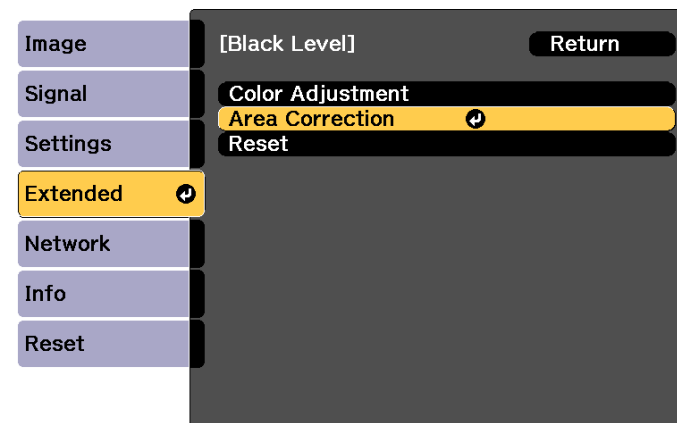 Image
Signal
Settings
Extended
Network
Info
Reset
[Black Level]
Return
Color Adjustment
Area Correction
Reset